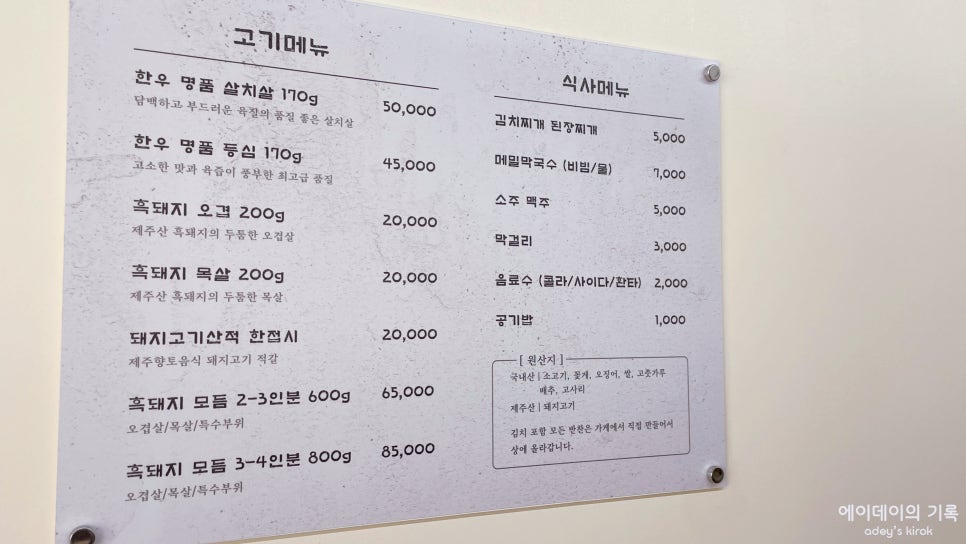 고기메뉴
한우 명품 살치살 170g 50,000
담백하고 부드러운 육질의 품질 좋은 살치살
한우 명품 등심 170g 45,000
고소한 맛과 육즙이 풍부한 최고급 품질
흑돼지 오겹 200g 20,000
제주산 흑돼지의 두툼한 오겹살
흑돼지 목살 200g 20,000
제주산 흑돼지의 두툼한 목살
돼지고기산적 한접시 20,000
제주향토음식 돼지고기 적갈
흑돼지 모듬 2-3인분 600g 65,000
오겹살/목살/특수부위
흑돼지 모듬 3-4인분 800g 85,000
오겹살/목살/특수부위
식사메뉴
김치찌개 된장찌개 5,000
메밀막국수 (비빔/물) 7,000
소주 맥주 5,000
막걸리 3,000
음료수 (콜라/사이다/환타) 2,000
공기밥 1,000
[ 원산지 ]
국내산 | 소고기, 꽃게, 오징어, 쌀, 고춧가루
배추, 고사리
제주산 | 돼지고기
김치 포함 모든 반찬은 가게에서 직접 만들어서
상에 올라갑니다.
에이데이의 기록
adey's kirok